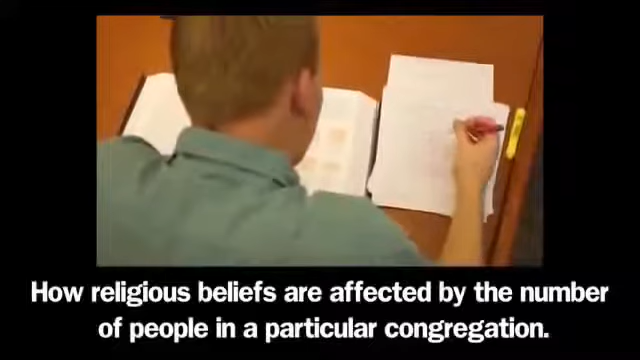 How religious beliefs are affected by the number
of people in a particular congregation.